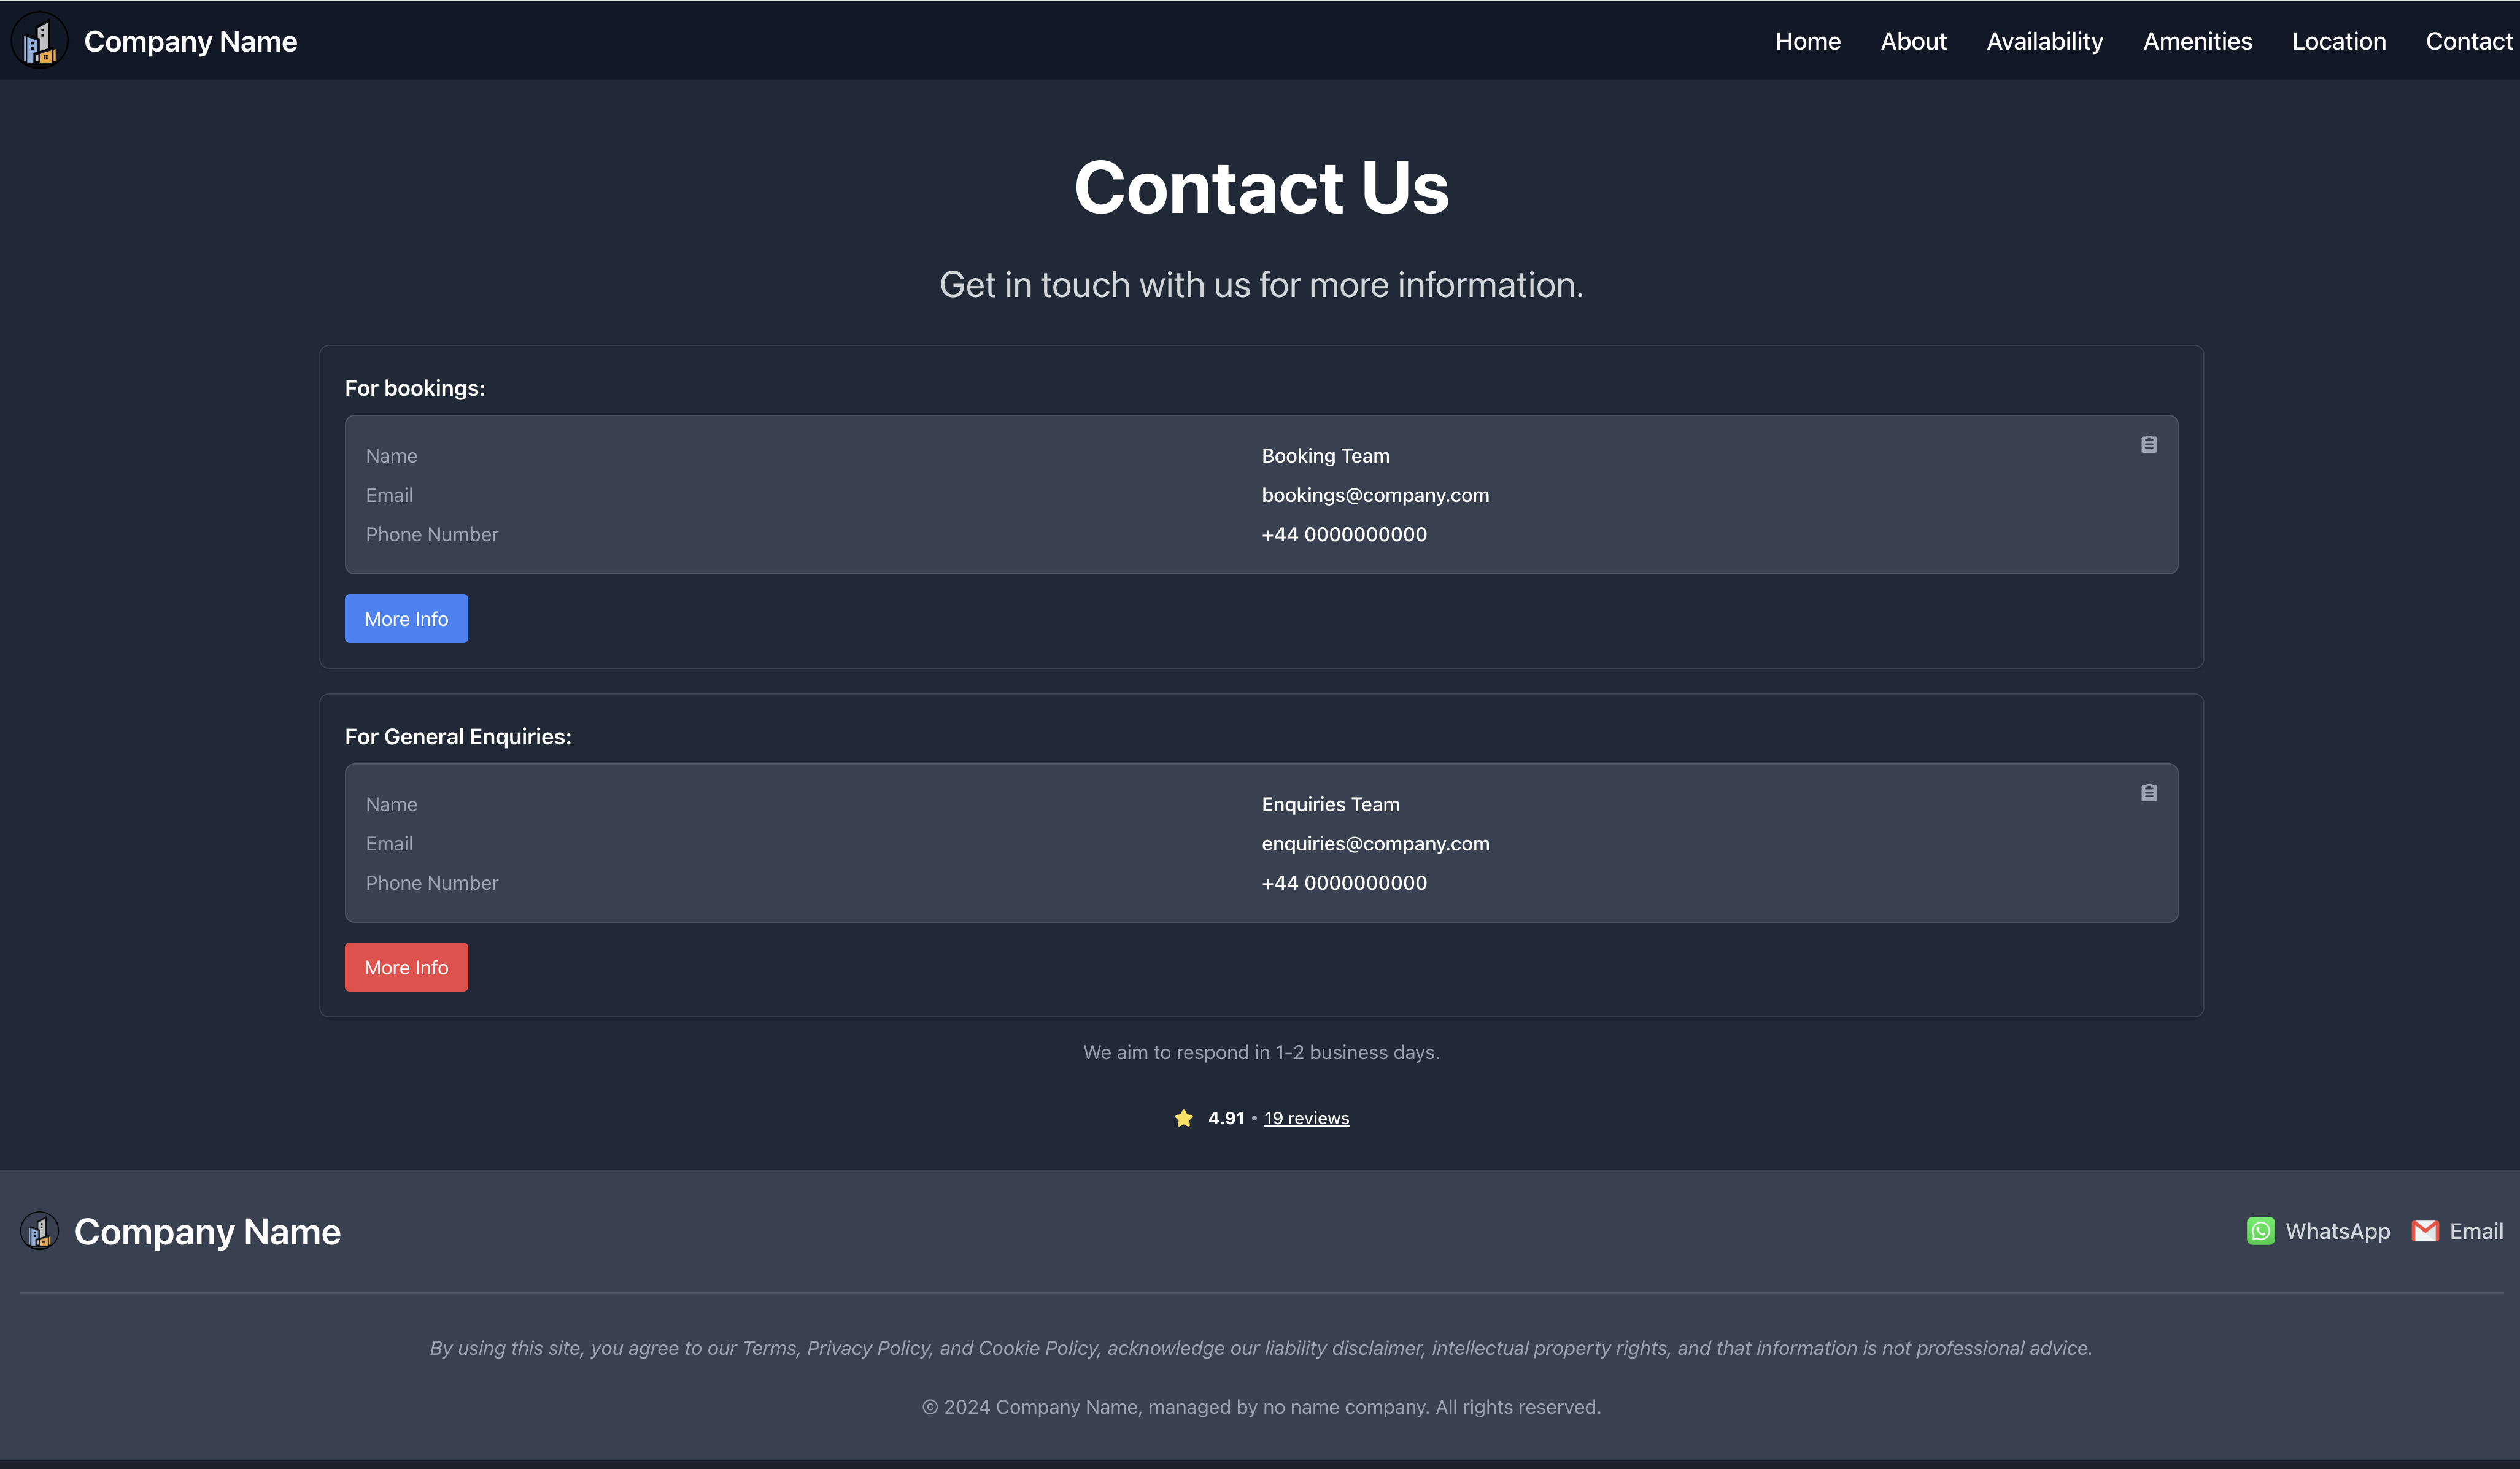 Company Name
Home About Availability Amenities Location Contact
Contact Us
Get in touch with us for more information.
For bookings:
Name Booking Team
Email bookings@company.com
Phone Number +44 0000000000
More Info
For General Enquiries:
Name Enquiries Team
Email enquiries@company.com
Phone Number +44 0000000000
More Info
We aim to respond in 1-2 business days.
4.91 • 19 reviews
Company Name
WhatsApp Email
By using this site, you agree to our Terms, Privacy Policy, and Cookie Policy, acknowledge our liability disclaimer, intellectual property rights, and that information is not professional advice.
© 2024 Company Name, managed by no name company. All rights reserved.